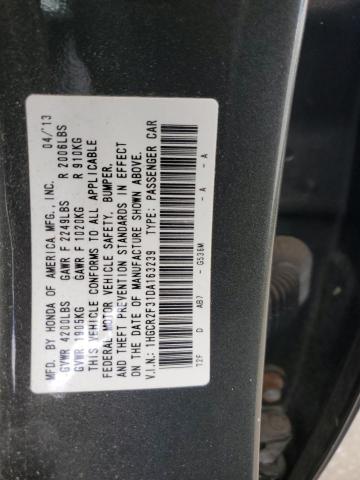 MFD. BY HONDA OF AMERICA MFG., INC. 04/13
GVWR 4200LBS GAWR F 2249LBS R 2006LBS
GVWR 1905KG GAWR F 1020KG R 910KG
THIS VEHICLE CONFORMS TO ALL APPLICABLE
FEDERAL MOTOR VEHICLE SAFETY, BUMPER,
AND THEFT PREVENTION STANDARDS IN EFFECT
ON THE DATE OF MANUFACTURE SHOWN ABOVE.
V.I.N.: 1HGCR2F31DA163239 TYPE: PASSENGER CAR
T2F D AB7 - G536M - A - A